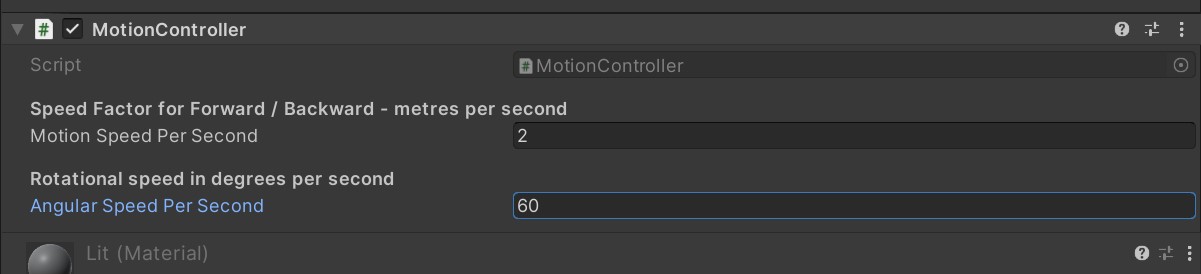 MotionController
Script MotionController
Speed Factor for Forward / Backward - metres per second
Motion Speed Per Second 2
Rotational speed in degrees per second
Angular Speed Per Second 60
Lit (Material)